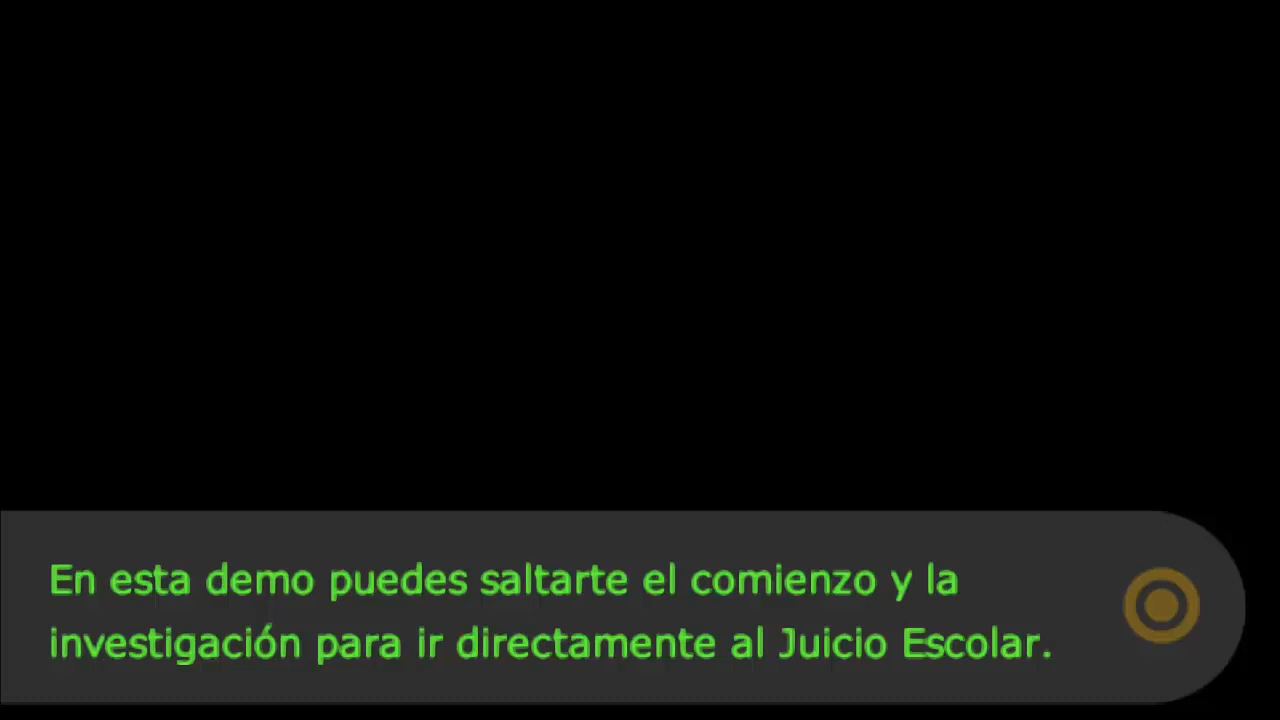 En esta demo puedes saltarte el comienzo y la
investigación para ir directamente al Juicio Escolar.